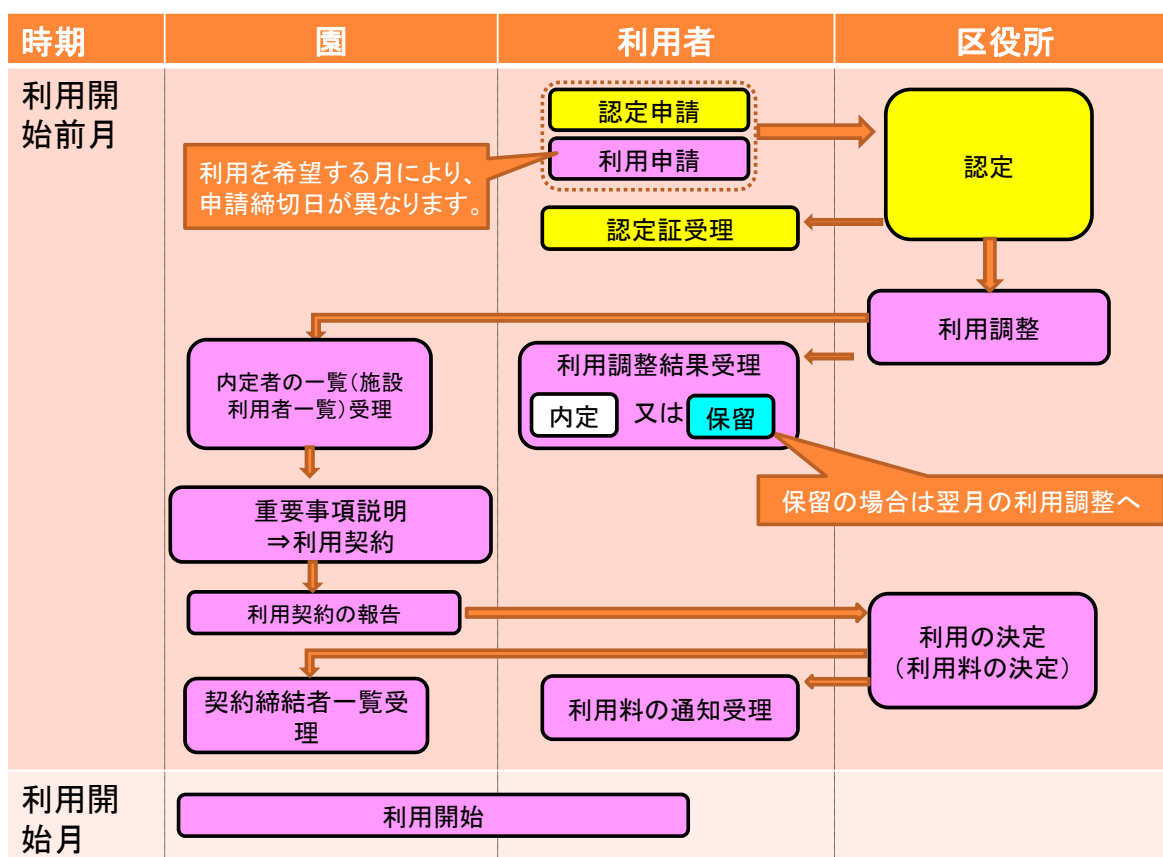 時期
園
利用者
区役所
利用開
始前月
認定申請
利用申請
認定
利用を希望する月により、
申請締切日が異なります。
認定証受理
利用調整
内定者の一覧(施設
利用者一覧)受理
利用調整結果受理
内定 又は 保留
保留の場合は翌月の利用調整へ
重要事項説明
⇒利用契約
利用契約の報告
利用の決定
(利用料の決定)
契約締結者一覧受
理
利用料の通知受理
利用開
始月
利用開始